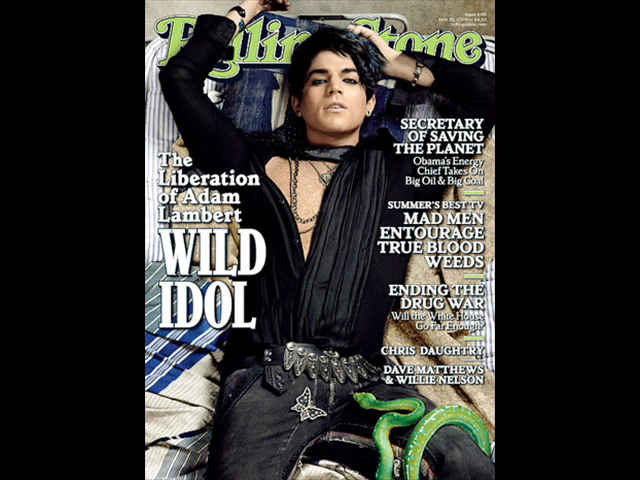 Rolling Stone
The
Liberation
of Adam
Lambert
WILD
IDOL
SECRETARY
OF SAVING
THE PLANET
Obama's Energy
Chief Takes On
Big Oil & Big Coal
SUMMER'S BEST TV
MAD MEN
ENTOURAGE
TRUE BLOOD
WEEDS
ENDING THE
DRUG WAR
Will the White House
Go Far Enough?
CHRIS DAUGHTRY
DAVE MATTHEWS
& WILLIE NELSON